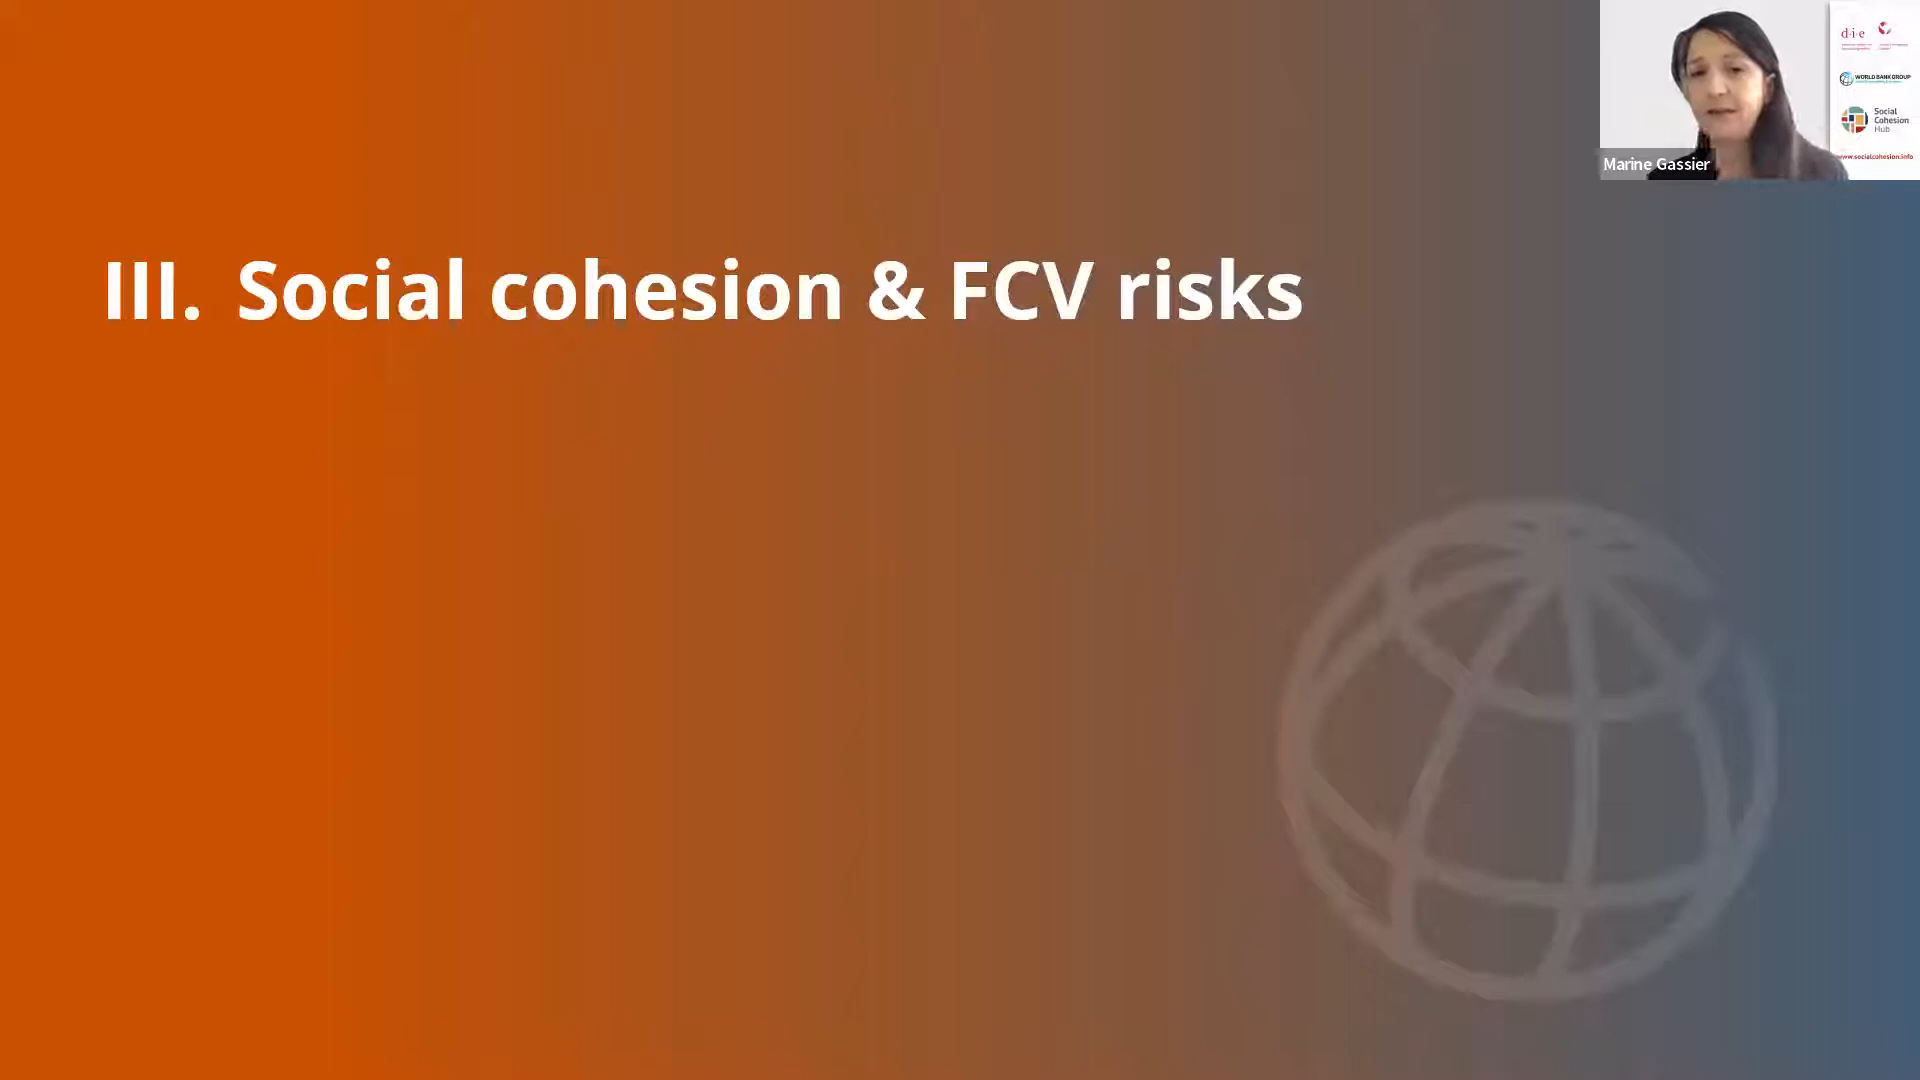 III. Social cohesion & FCV risks
d·i·e
WORLD BANK GROUP
Social
Cohesion
Hub
www.socialcohesion.info
Marine Gassier